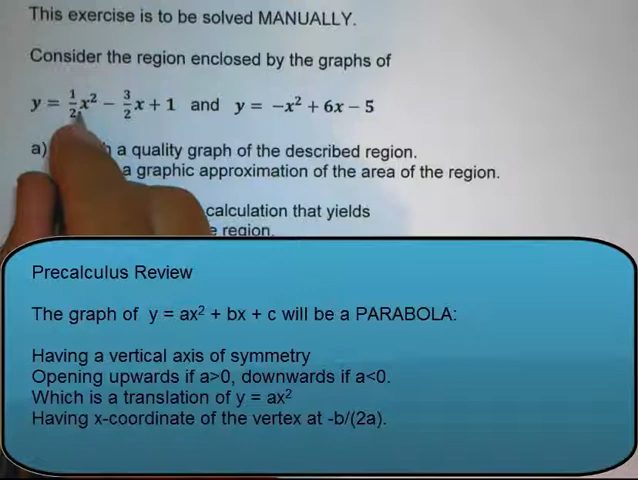 This exercise is to be solved MANUALLY.
Consider the region enclosed by the graphs of
y = 1/2 x² − 3/2 x + 1 and y = −x² + 6x − 5
a) a quality graph of the described region.
a graphic approximation of the area of the region.
calculation that yields
region.
Precalculus Review
The graph of y = ax² + bx + c will be a PARABOLA:
Having a vertical axis of symmetry
Opening upwards if a>0, downwards if a<0.
Which is a translation of y = ax²
Having x-coordinate of the vertex at -b/(2a).